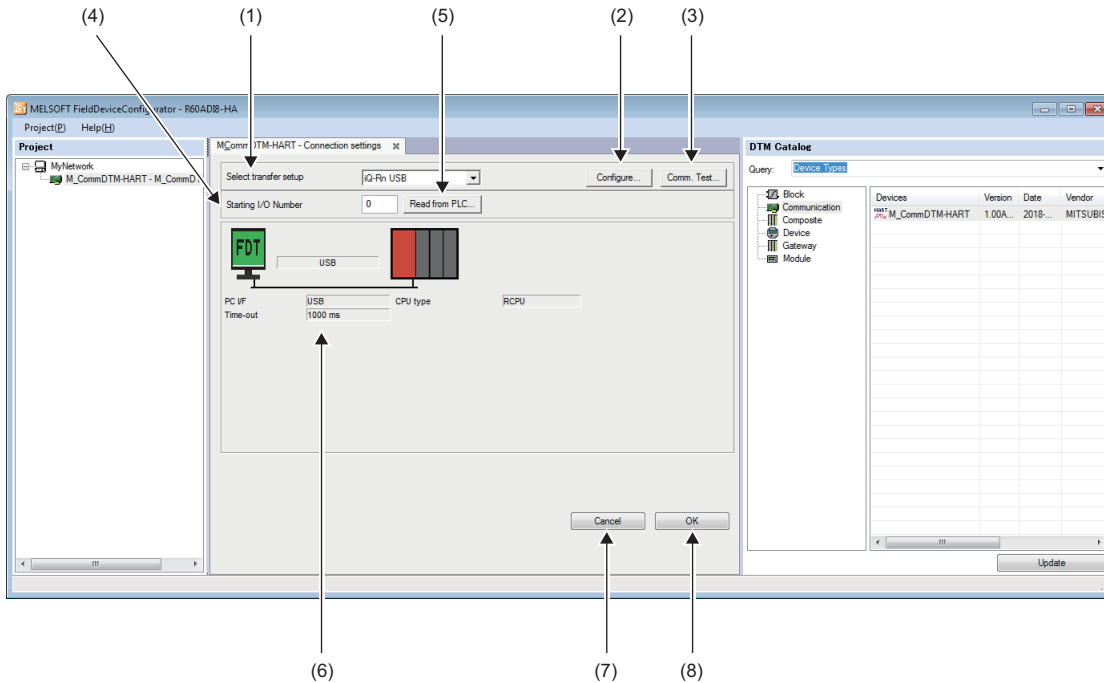 (4) (1) (5) (2) (3)
MELSOFT FieldDeviceConfigurator - R60ADI8-HA
Project(P) Help(H)
Project
MCommDTM-HART - Connection settings
DTM Catalog
MyNetwork
M_CommDTM-HART - M_CommD
Select transfer setup iQ-Rn USB Configure... Comm. Test...
Starting I/O Number 0 Read from PLC...
FDT
USB
PC I/F USB CPU type RCPU
Time-out 1000 ms
Cancel OK
Query: Device Types
Block
Communication
Composite
Device
Gateway
Module
Devices Version Date Vendor
HART M_CommDTM-HART 1.00A... 2018-... MITSUBIS
Update
(6) (7) (8)